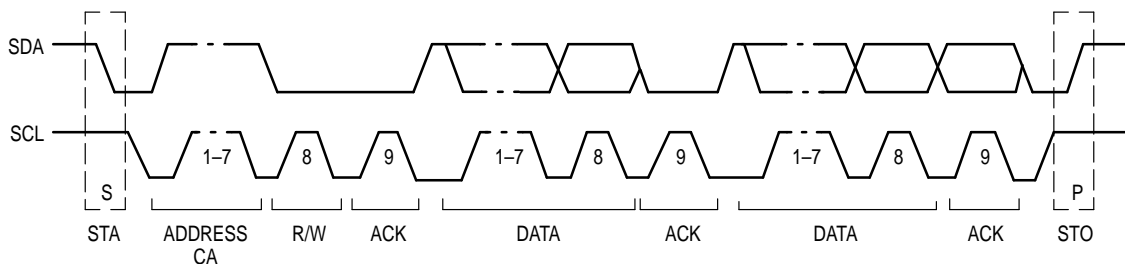 SDA
SCL
1–7 8 9 1–7 8 9 1–7 8 9
S P
STA ADDRESS R/W ACK DATA ACK DATA ACK STO
CA